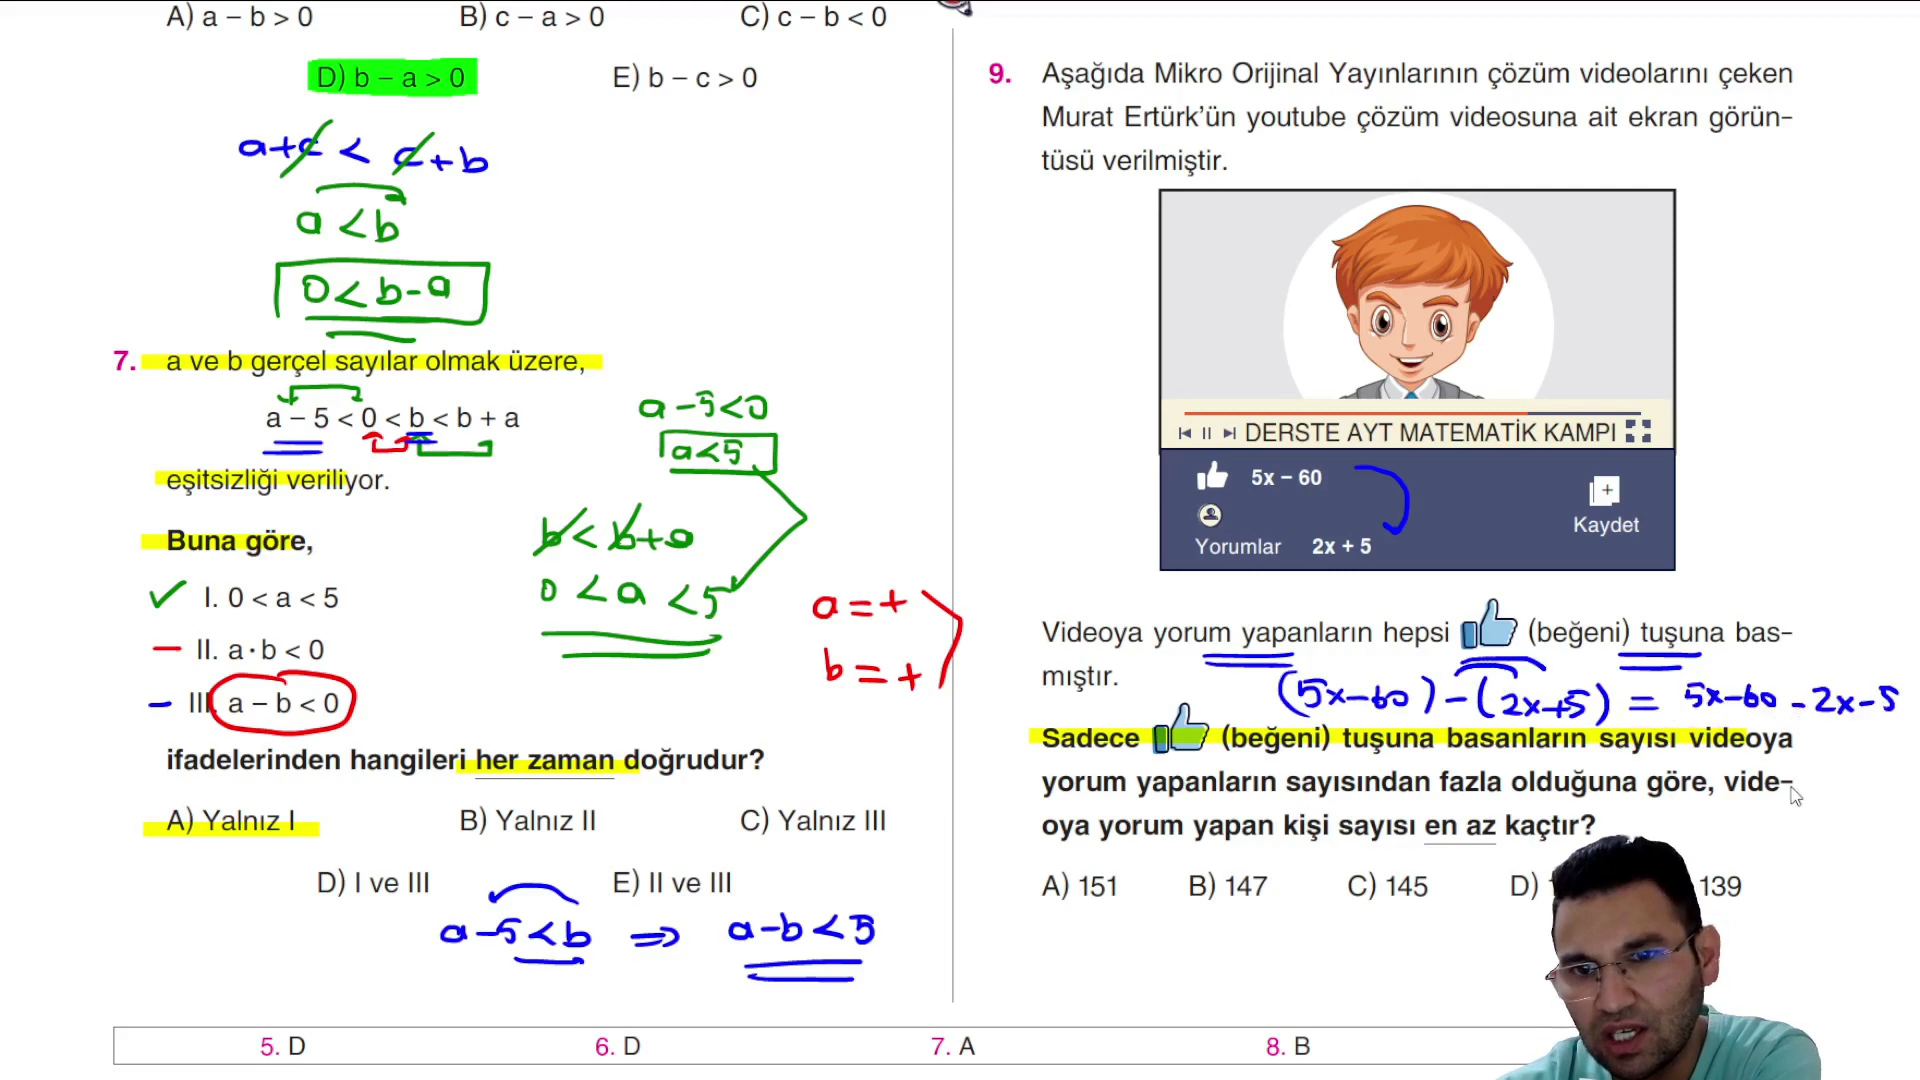 A) a − b > 0
B) c − a > 0
C) c − b < 0
D) b − a > 0
E) b − c > 0
a+c < c+b
a < b
0 < b-a
7. a ve b gerçel sayılar olmak üzere,
a − 5 < 0 < b < b + a
eşitsizliği veriliyor.
Buna göre,
I. 0 < a < 5
II. a · b < 0
III. a − b < 0
ifadelerinden hangileri her zaman doğrudur?
A) Yalnız I
B) Yalnız II
C) Yalnız III
D) I ve III
E) II ve III
a-5<0
a<5
b < b+a
0 < a < 5
a = +
b = +
a-5<b ⇒ a-b<5
9. Aşağıda Mikro Orijinal Yayınlarının çözüm videolarını çeken
Murat Ertürk’ün youtube çözüm videosuna ait ekran görün-
tüsü verilmiştir.
DERSTE AYT MATEMATİK KAMPI
5x − 60
Yorumlar 2x + 5
Kaydet
Videoya yorum yapanların hepsi (beğeni) tuşuna bas-
mıştır.
(5x-60) - (2x+5) = 5x-60-2x-5
Sadece (beğeni) tuşuna basanların sayısı videoya
yorum yapanların sayısından fazla olduğuna göre, vide-
oya yorum yapan kişi sayısı en az kaçtır?
A) 151
B) 147
C) 145
D)
139
5. D
6. D
7. A
8. B